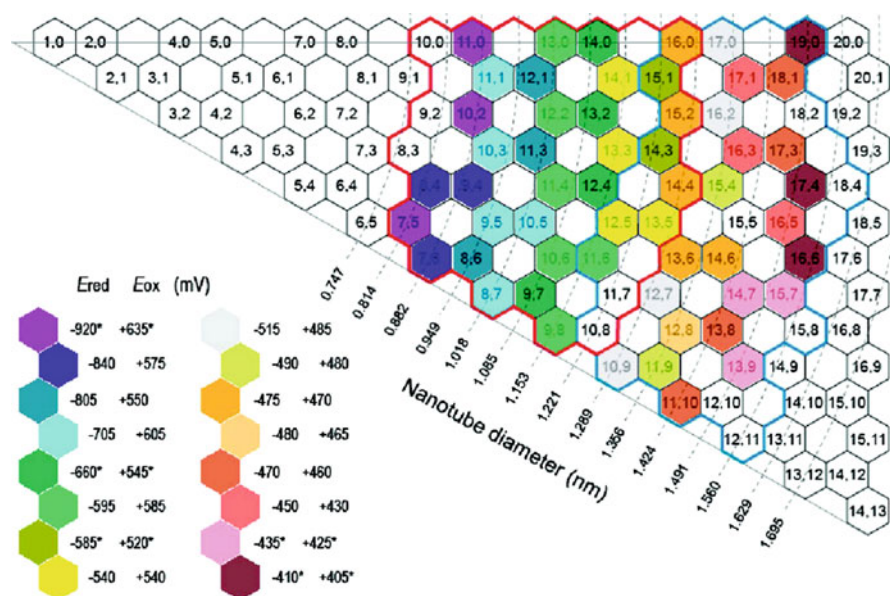 1.0 2.0 4.0 5.0 7.0 8.0 10.0 11.0 13.0 14.0 16.0 17.0 19.0 20.0
2,1 3,1 5,1 6,1 8,1 9,1 11,1 12,1 14,1 15,1 17,1 18,1 20,1
3,2 4,2 6,2 7,2 9,2 10,2 12,2 13,2 15,2 16,2 18,2 19,2
4,3 5,3 7,3 8,3 10,3 11,3 13,3 14,3 16,3 17,3 19,3
5,4 6,4 8,4 9,4 11,4 12,4 14,4 15,4 17,4 18,4
6,5 7,5 9,5 10,5 12,5 13,5 15,5 16,5 18,5
7,6 8,6 10,6 11,6 13,6 14,6 16,6 17,6
8,7 9,7 11,7 12,7 14,7 15,7 17,7
9,8 10,8 12,8 13,8 15,8 16,8
10,9 11,9 13,9 14,9 16,9
11,10 12,10 14,10 15,10
12,11 13,11 15,11
13,12 14,12
14,13
0.747
0.814
0.882
0.949
1.018
1.085
1.153
1.221
1.289
1.356
1.424
1.491
1.560
1.629
1.695
Nanotube diameter (nm)
Ered Eox (mV)
-920* +635*
-840 +575
-805 +550
-705 +605
-660* +545*
-595 +585
-585* +520*
-540 +540
-515 +485
-490 +480
-475 +470
-480 +465
-470 +460
-450 +430
-435* +425*
-410* +405*